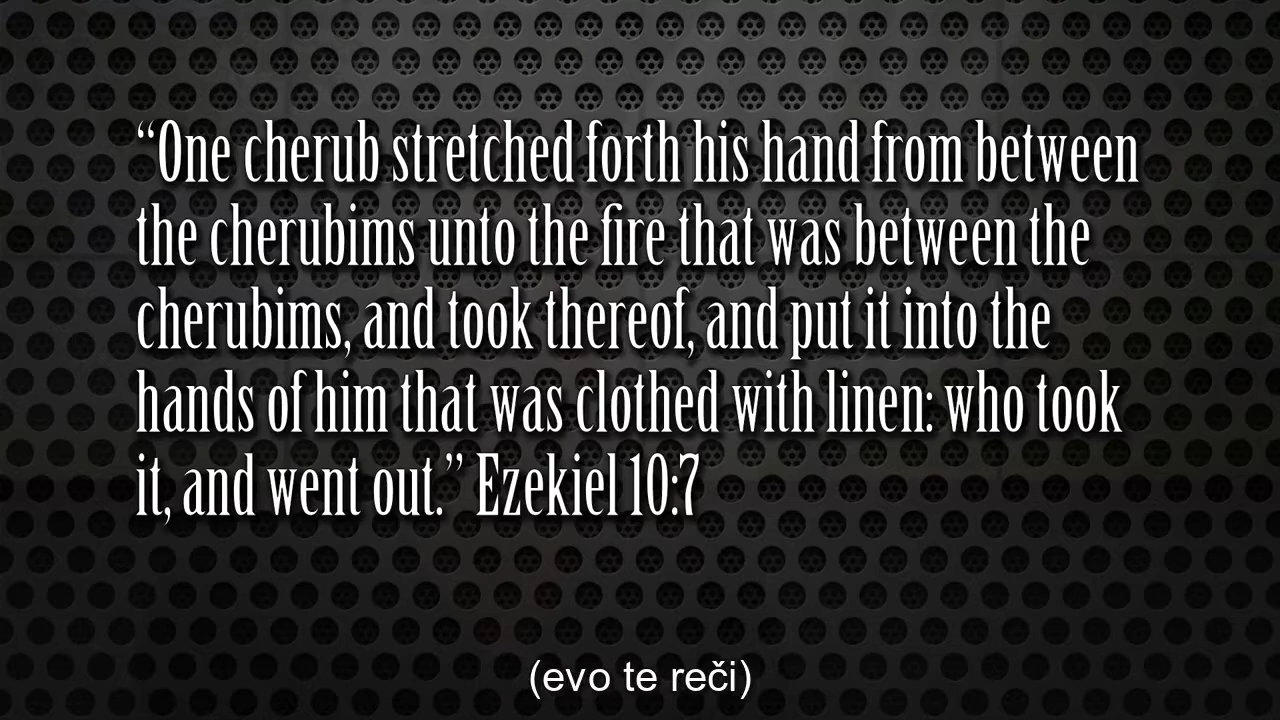 “One cherub stretched forth his hand from between
the cherubims unto the fire that was between the
cherubims, and took thereof, and put it into the
hands of him that was clothed with linen: who took
it, and went out.” Ezekiel 10:7
(evo te reči)